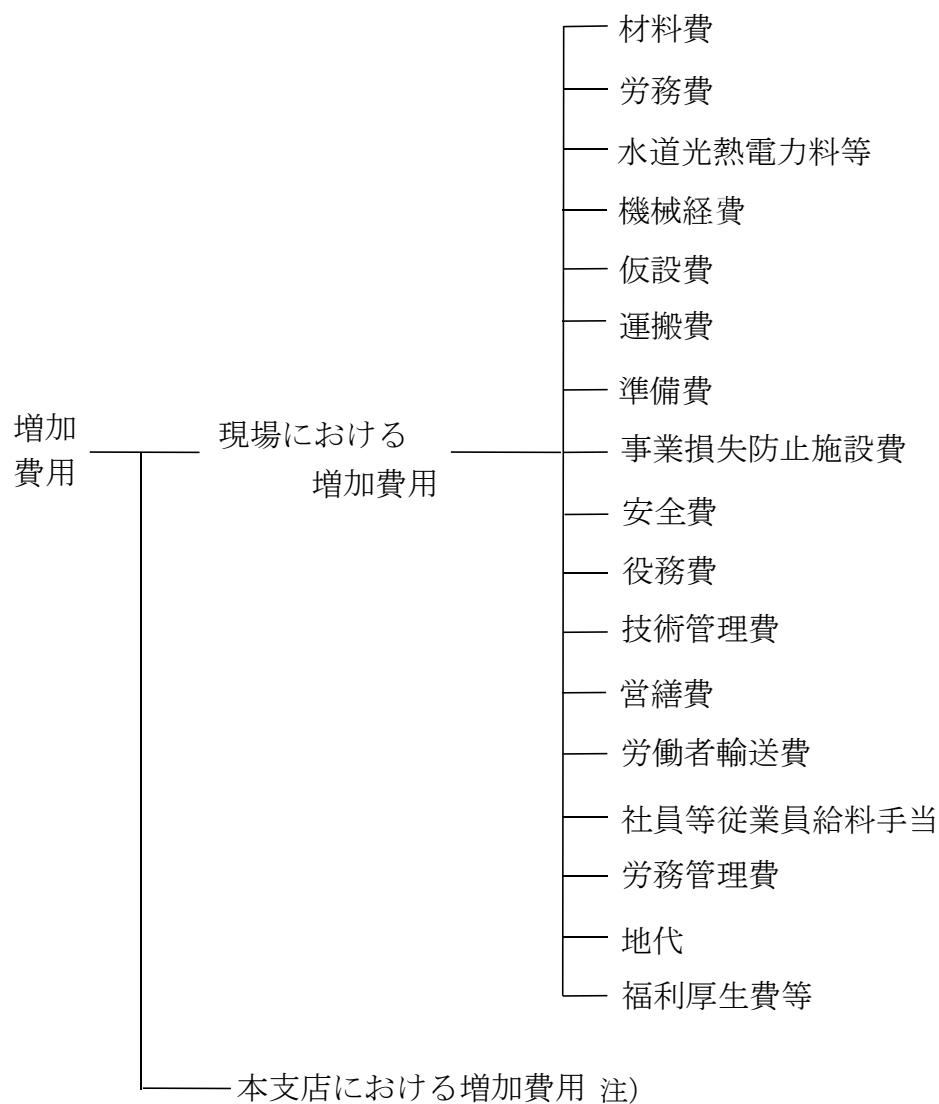 増加
費用
現場における
増加費用
材料費
労務費
水道光熱電力料等
機械経費
仮設費
運搬費
準備費
事業損失防止施設費
安全費
役務費
技術管理費
営繕費
労働者輸送費
社員等従業員給料手当
労務管理費
地代
福利厚生費等
本支店における増加費用 注）